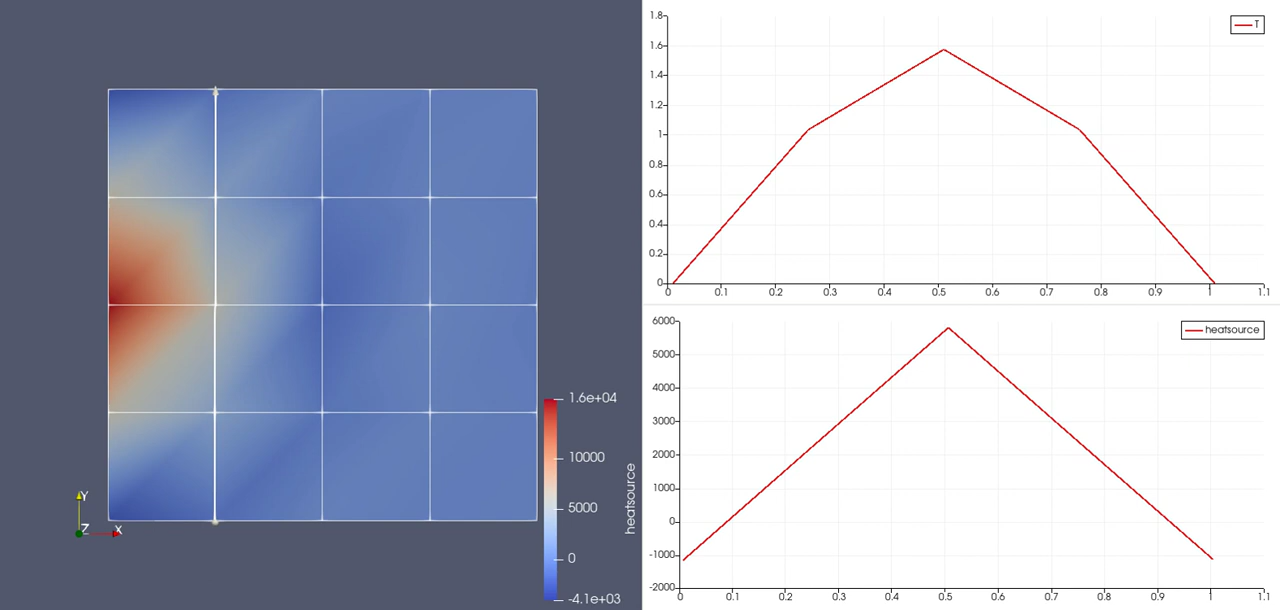 1.6e+04
10000
5000
0
-4.1e+03
heatsource
Y
Z
X
1.8
1.6
1.4
1.2
1
0.8
0.6
0.4
0.2
0
0 0.1 0.2 0.3 0.4 0.5 0.6 0.7 0.8 0.9 1 1.1
T
6000
5000
4000
3000
2000
1000
0
-1000
-2000
0 0.1 0.2 0.3 0.4 0.5 0.6 0.7 0.8 0.9 1 1.1
heatsource